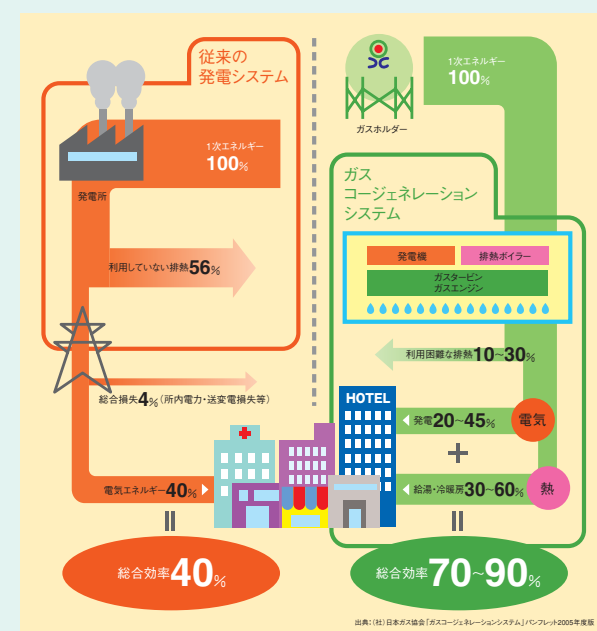 従来の
発電システム
1次エネルギー
100%
発電所
利用していない排熱56%
総合損失4%(所内電力・送変電損失等)
電気エネルギー40%
総合効率40%
1次エネルギー
100%
ガスホルダー
ガス
コージェネレーション
システム
発電機
排熱ボイラー
ガスタービン
ガスエンジン
利用困難な排熱10~30%
HOTEL
発電20~45%
電気
+
給湯・冷暖房30~60%
熱
総合効率70~90%
出典:(社)日本ガス協会「ガスコージェネレーションシステム」パンフレット2005年度版